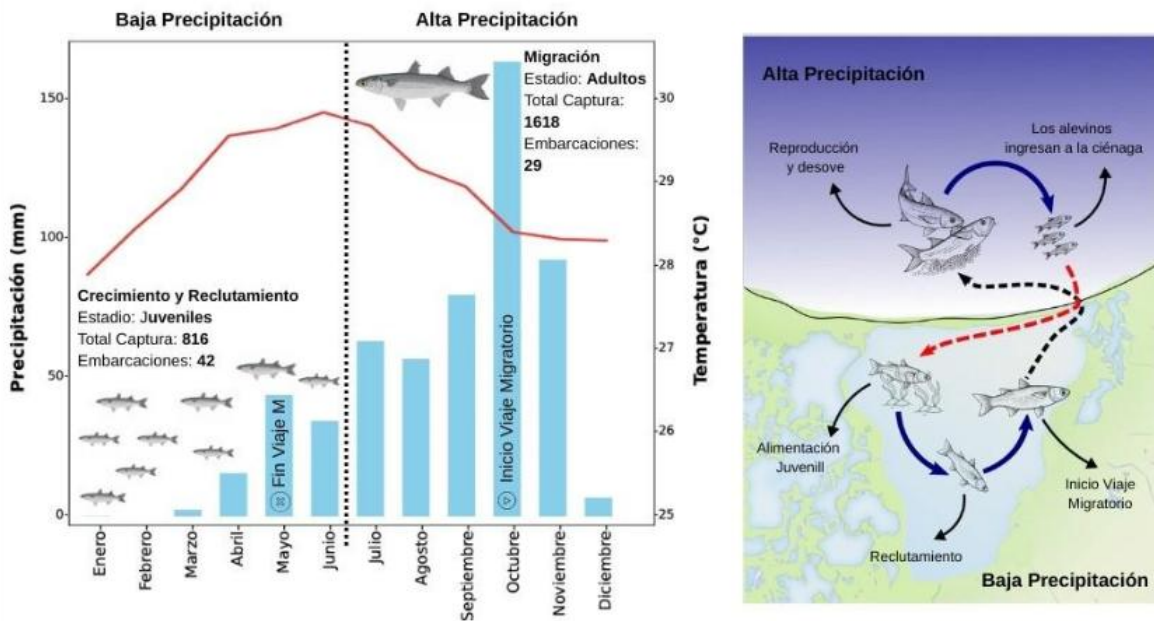 Baja Precipitación
Alta Precipitación
Precipitación (mm)
150
100
50
0
Migración
Estadio: Adultos
Total Captura:
1618
Embarcaciones:
29
Crecimiento y Reclutamiento
Estadio: Juveniles
Total Captura: 816
Embarcaciones: 42
Fin Viaje M
Inicio Viaje Migratorio
30
29
28
27
26
25
Temperatura (°C)
Enero
Febrero
Marzo
Abril
Mayo
Junio
Julio
Agosto
Septiembre
Octubre
Noviembre
Diciembre
Alta Precipitación
Reproducción
y desove
Los alevinos
ingresan a la ciénaga
Alimentación
Juvenill
Inicio Viaje
Migratorio
Reclutamiento
Baja Precipitación